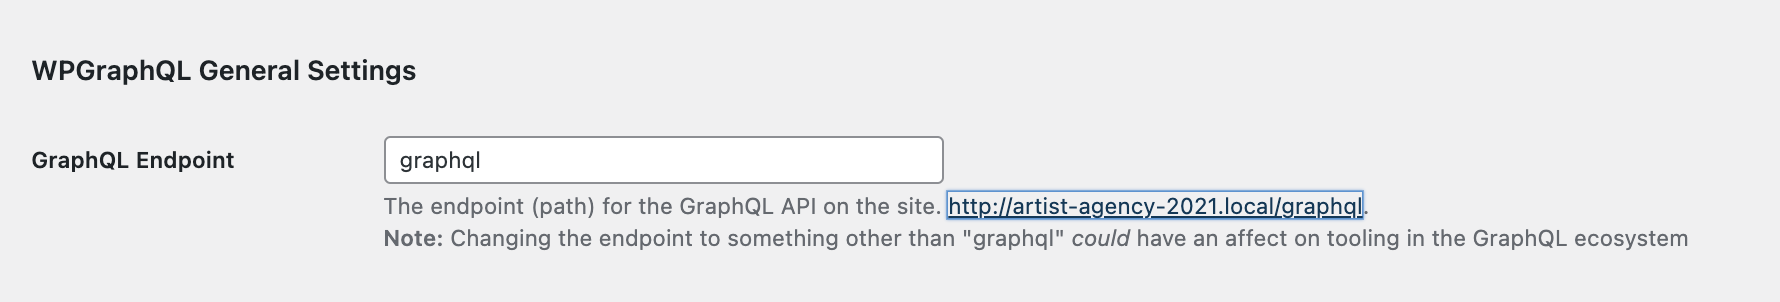 WPGraphQL General Settings
GraphQL Endpoint
graphql
The endpoint (path) for the GraphQL API on the site. http://artist-agency-2021.local/graphql.
Note: Changing the endpoint to something other than "graphql" could have an affect on tooling in the GraphQL ecosystem